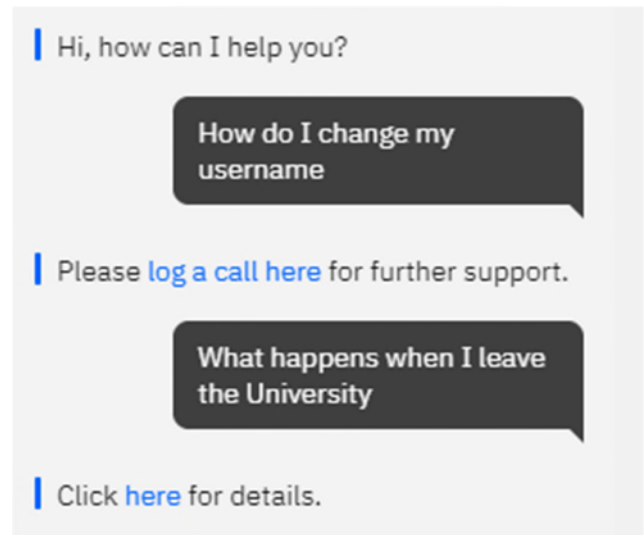 Hi, how can I help you?
How do I change my
username
Please log a call here for further support.
What happens when I leave
the University
Click here for details.